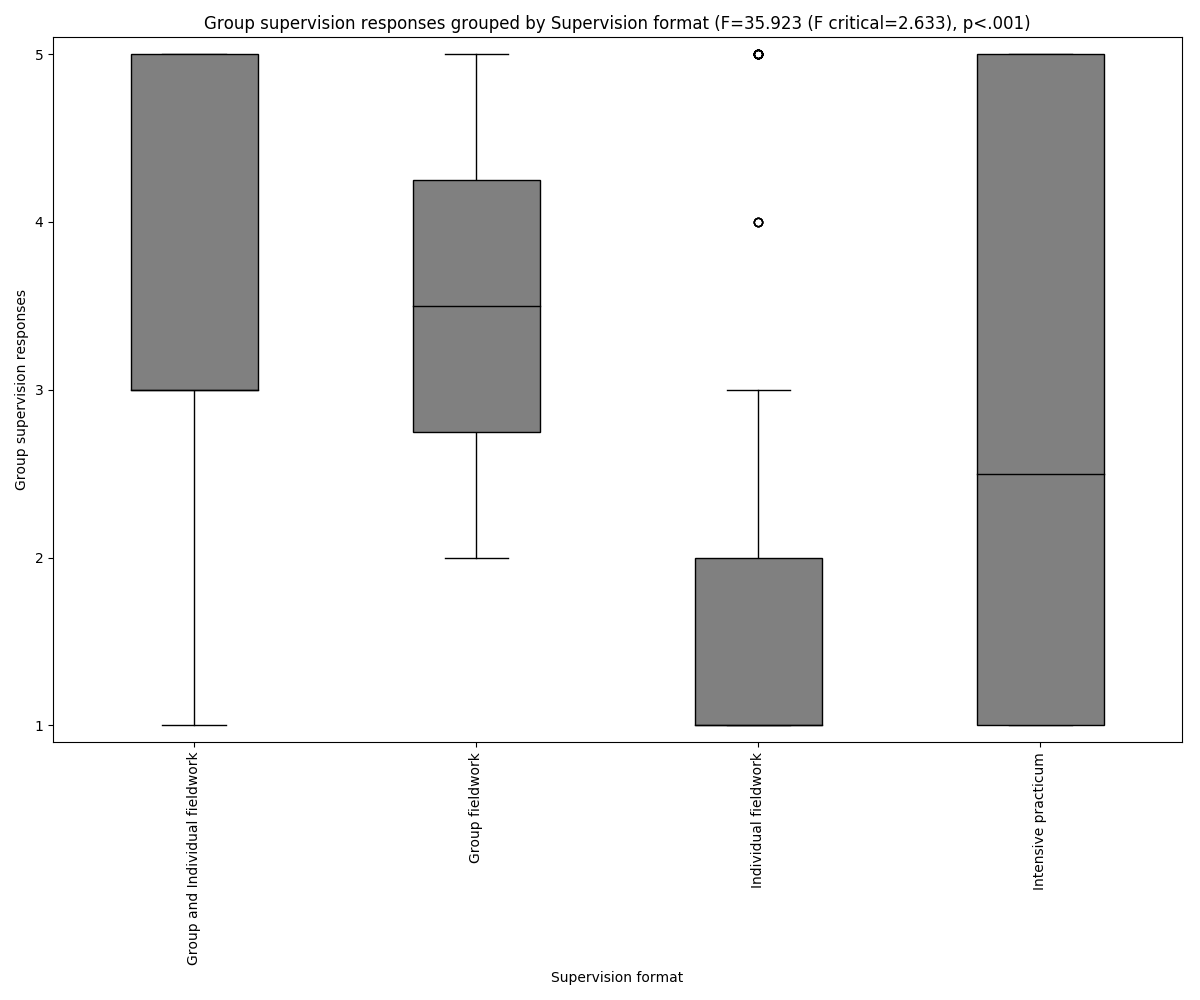 Group supervision responses grouped by Supervision format (F=35.923 (F critical=2.633), p<.001)
Group supervision responses
5
4
3
2
1
Group and Individual fieldwork
Group fieldwork
Individual fieldwork
Intensive practicum
Supervision format